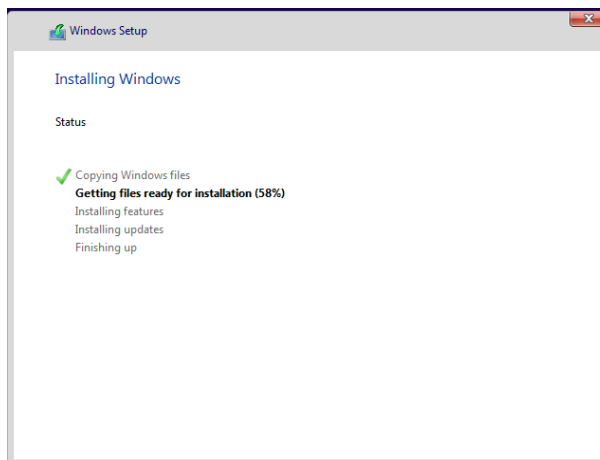 Windows Setup
Installing Windows
Status
Copying Windows files
Getting files ready for installation (58%)
Installing features
Installing updates
Finishing up